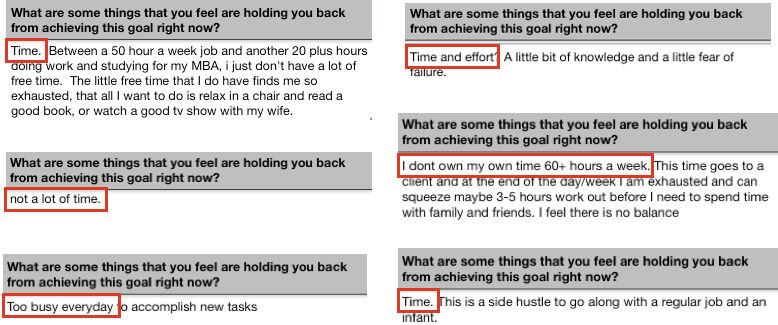 What are some things that you feel are holding you back
from achieving this goal right now?
Time. Between a 50 hour a week job and another 20 plus hours
doing work and studying for my MBA, i just don't have a lot of
free time. The little free time that I do have finds me so
exhausted, that all I want to do is relax in a chair and read a
good book, or watch a good tv show with my wife.
What are some things that you feel are holding you back
from achieving this goal right now?
not a lot of time.
What are some things that you feel are holding you back
from achieving this goal right now?
Too busy everyday to accomplish new tasks
What are some things that you feel are holding you back
from achieving this goal right now?
Time and effort? A little bit of knowledge and a little fear of
failure.
What are some things that you feel are holding you back
from achieving this goal right now?
I dont own my own time 60+ hours a week. This time goes to a
client and at the end of the day/week I am exhausted and can
squeeze maybe 3-5 hours work out before I need to spend time
with family and friends. I feel there is no balance
What are some things that you feel are holding you back
from achieving this goal right now?
Time. This is a side hustle to go along with a regular job and an
infant.